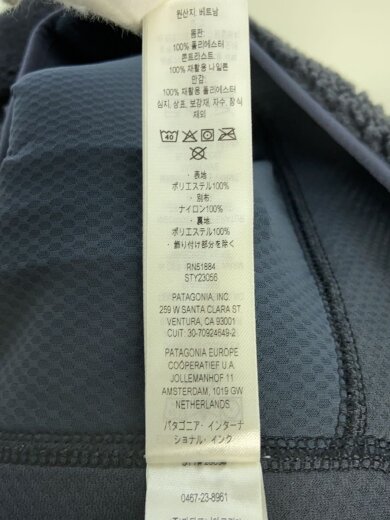 원산지: 베트남
몸판:
100% 폴리에스터
콘트라스트:
100% 재활용 나일론
안감:
100% 재활용 폴리에스터
심지, 상표, 보강재, 자수, 장식
제외
40
・表地:
ポリエステル100%
・別布:
ナイロン100%
・裏地:
ポリエステル100%
・飾り付け部分を除く
RN51884
STY23056
PATAGONIA, INC.
259 W SANTA CLARA ST
VENTURA, CA 93001
CUIT: 30-70924649-2
PATAGONIA EUROPE
COÖPERATIEF U.A.
JOLLEMANHOF 11
AMSTERDAM, 1019 GW
NETHERLANDS
パタゴニア・インターナ
ショナル・インク
0467-23-8961